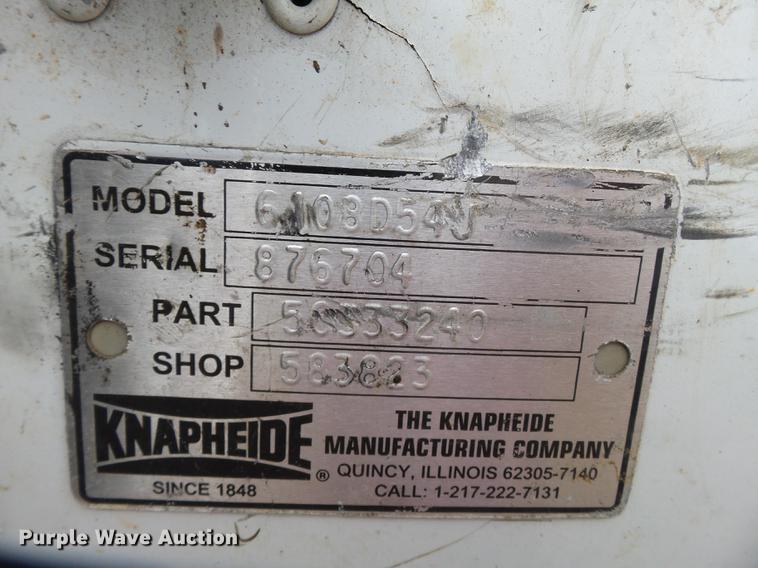 MODEL 6108D54J
SERIAL 876704
PART
SHOP 583823
KNAPHEIDE ®
SINCE 1848
THE KNAPHEIDE
MANUFACTURING COMPANY
QUINCY, ILLINOIS 62305-7140
CALL: 1-217-222-7131
Purple Wave Auction